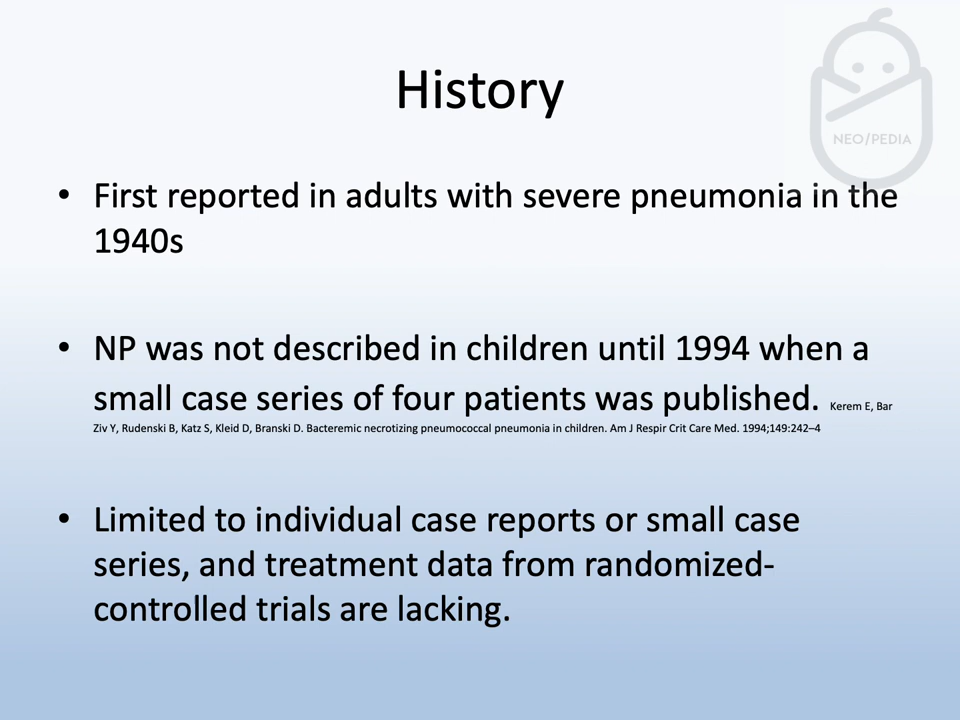 NEO/PEDIA
History
• First reported in adults with severe pneumonia in the
1940s
• NP was not described in children until 1994 when a
small case series of four patients was published. Kerem E, Bar
Ziv Y, Rudenski B, Katz S, Kleid D, Branski D. Bacteremic necrotizing pneumococcal pneumonia in children. Am J Respir Crit Care Med. 1994;149:242–4
• Limited to individual case reports or small case
series, and treatment data from randomized-
controlled trials are lacking.